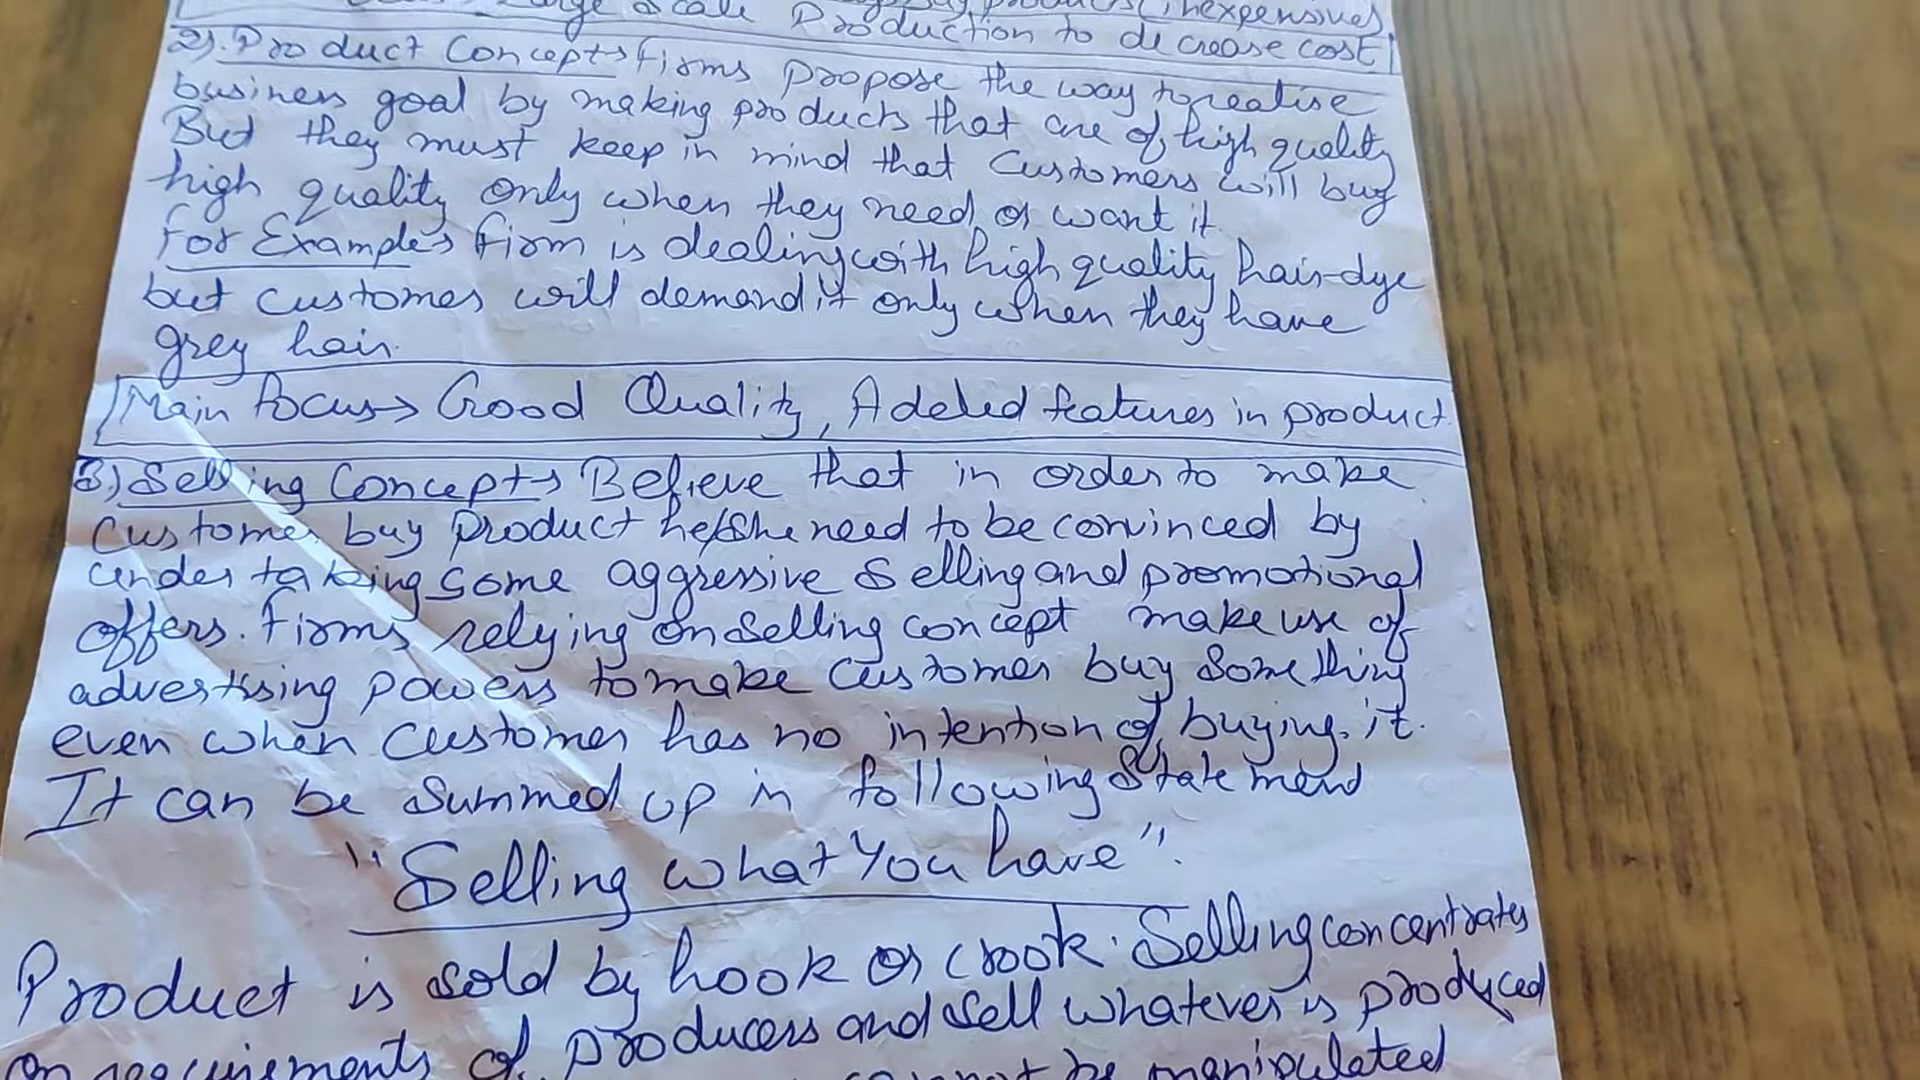 Large Scale Production to decrease cost
products (inexpensives)
2). Product Concept → Firms propose the way to realise
business goal by making products that are of high quality
But they must keep in mind that customers will buy
high quality only when they need or want it.
For Example → Firm is dealing with high quality hair-dye
but customer will demand it only when they have
grey hair.
Main Focus → Good Quality, Added features in product.
3) Selling Concept → Believe that in order to make
customer buy product he/she need to be convinced by
under taking some aggressive selling and promotional
offers. Firms relying on selling concept make use of
advertising powers to make customer buy something
even when customer has no intention of buying it.
It can be summed up in following statement
"Selling what You have".
Product is sold by hook or crook. Selling concentrates
on requirements of producers and sell whatever is produced
cannot be manipulated